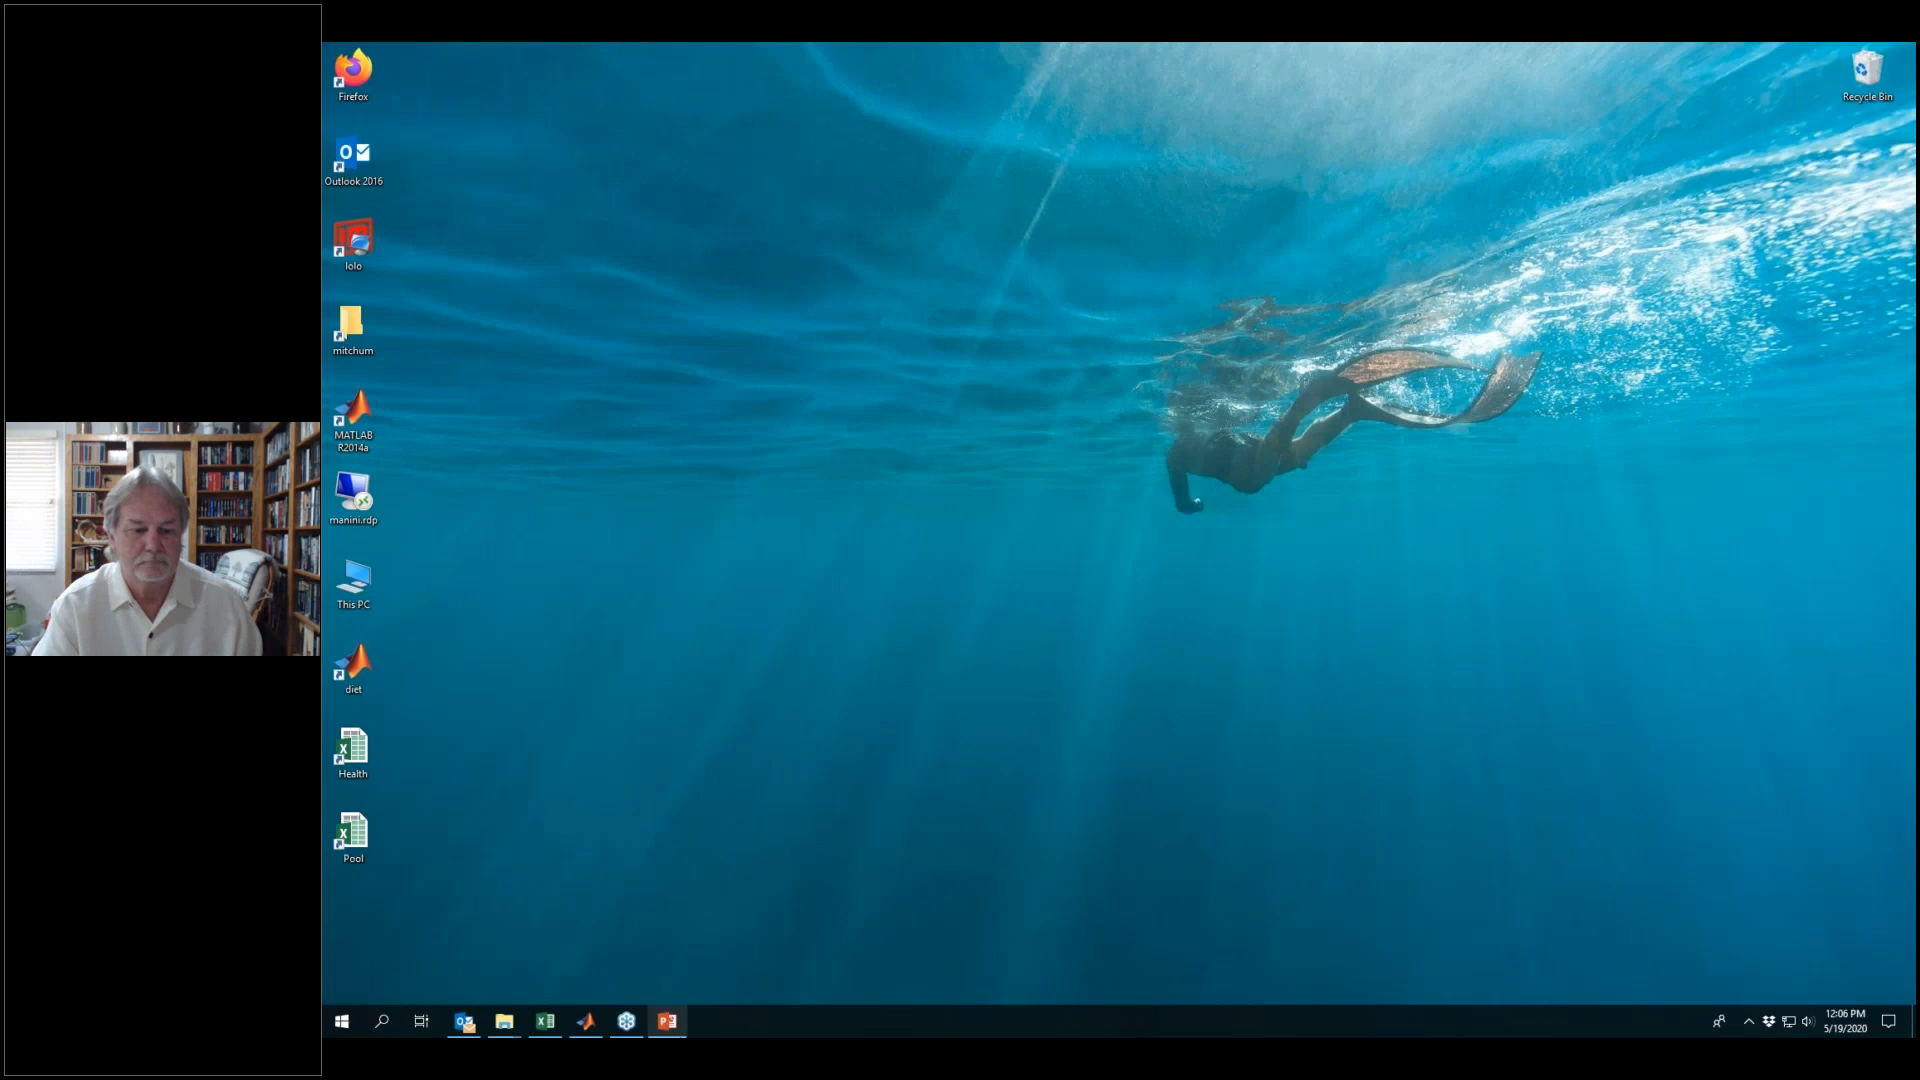 Firefox
Outlook 2016
lolo
mitchum
MATLAB
R2014a
manini.rdp
This PC
diet
Health
Pool
Recycle Bin
12:06 PM
5/19/2020